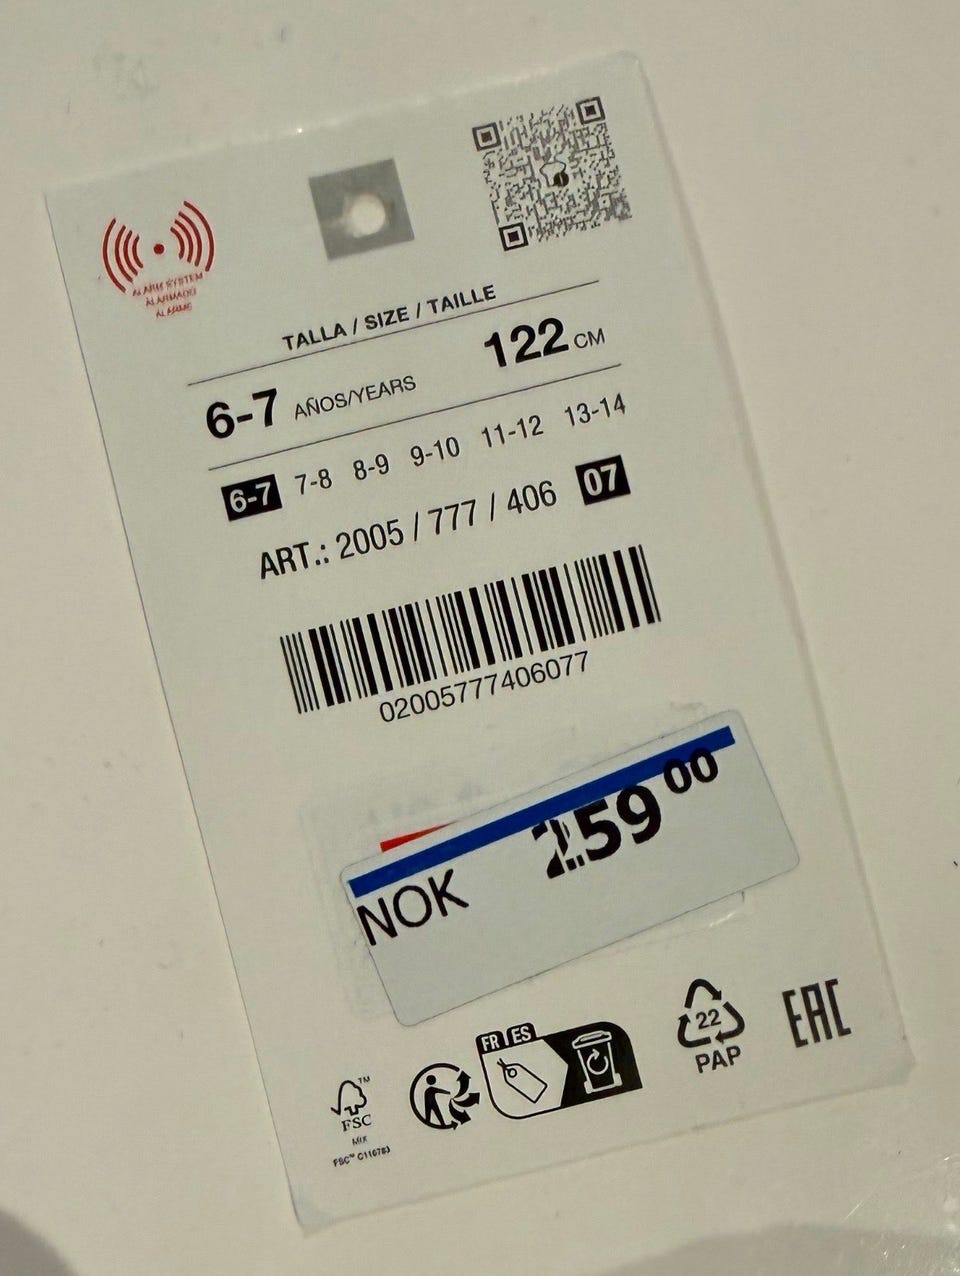 ALARM SYSTEM
ALARMADO
ALARME
TALLA / SIZE / TAILLE
6-7 AÑOS/YEARS 122 CM
6-7 7-8 8-9 9-10 11-12 13-14
ART.: 2005 / 777 / 406 07
02005777406077
NOK 259 00
FR ES
22
PAP
EAC
TM
FSC
MIX